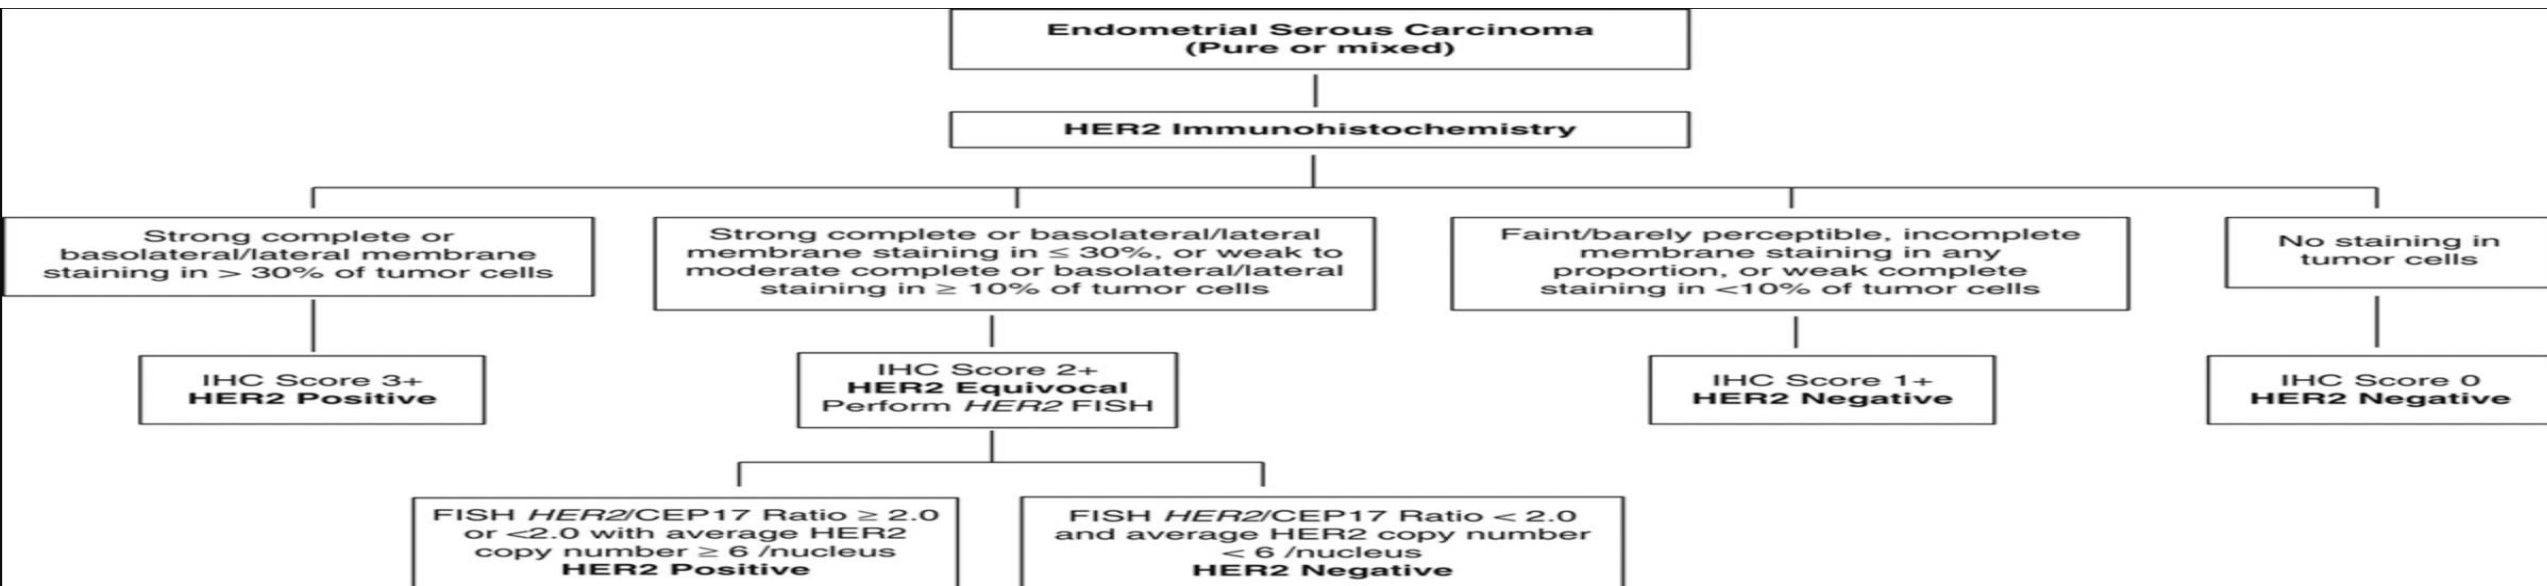 Endometrial Serous Carcinoma
(Pure or mixed)
HER2 Immunohistochemistry
Strong complete or
basolateral/lateral membrane
staining in > 30% of tumor cells
Strong complete or basolateral/lateral
membrane staining in ≤ 30%, or weak to
moderate complete or basolateral/lateral
staining in ≥ 10% of tumor cells
Faint/barely perceptible, incomplete
membrane staining in any
proportion, or weak complete
staining in <10% of tumor cells
No staining in
tumor cells
IHC Score 3+
HER2 Positive
IHC Score 2+
HER2 Equivocal
Perform HER2 FISH
IHC Score 1+
HER2 Negative
IHC Score 0
HER2 Negative
FISH HER2/CEP17 Ratio ≥ 2.0
or <2.0 with average HER2
copy number ≥ 6 /nucleus
HER2 Positive
FISH HER2/CEP17 Ratio < 2.0
and average HER2 copy number
< 6 /nucleus
HER2 Negative